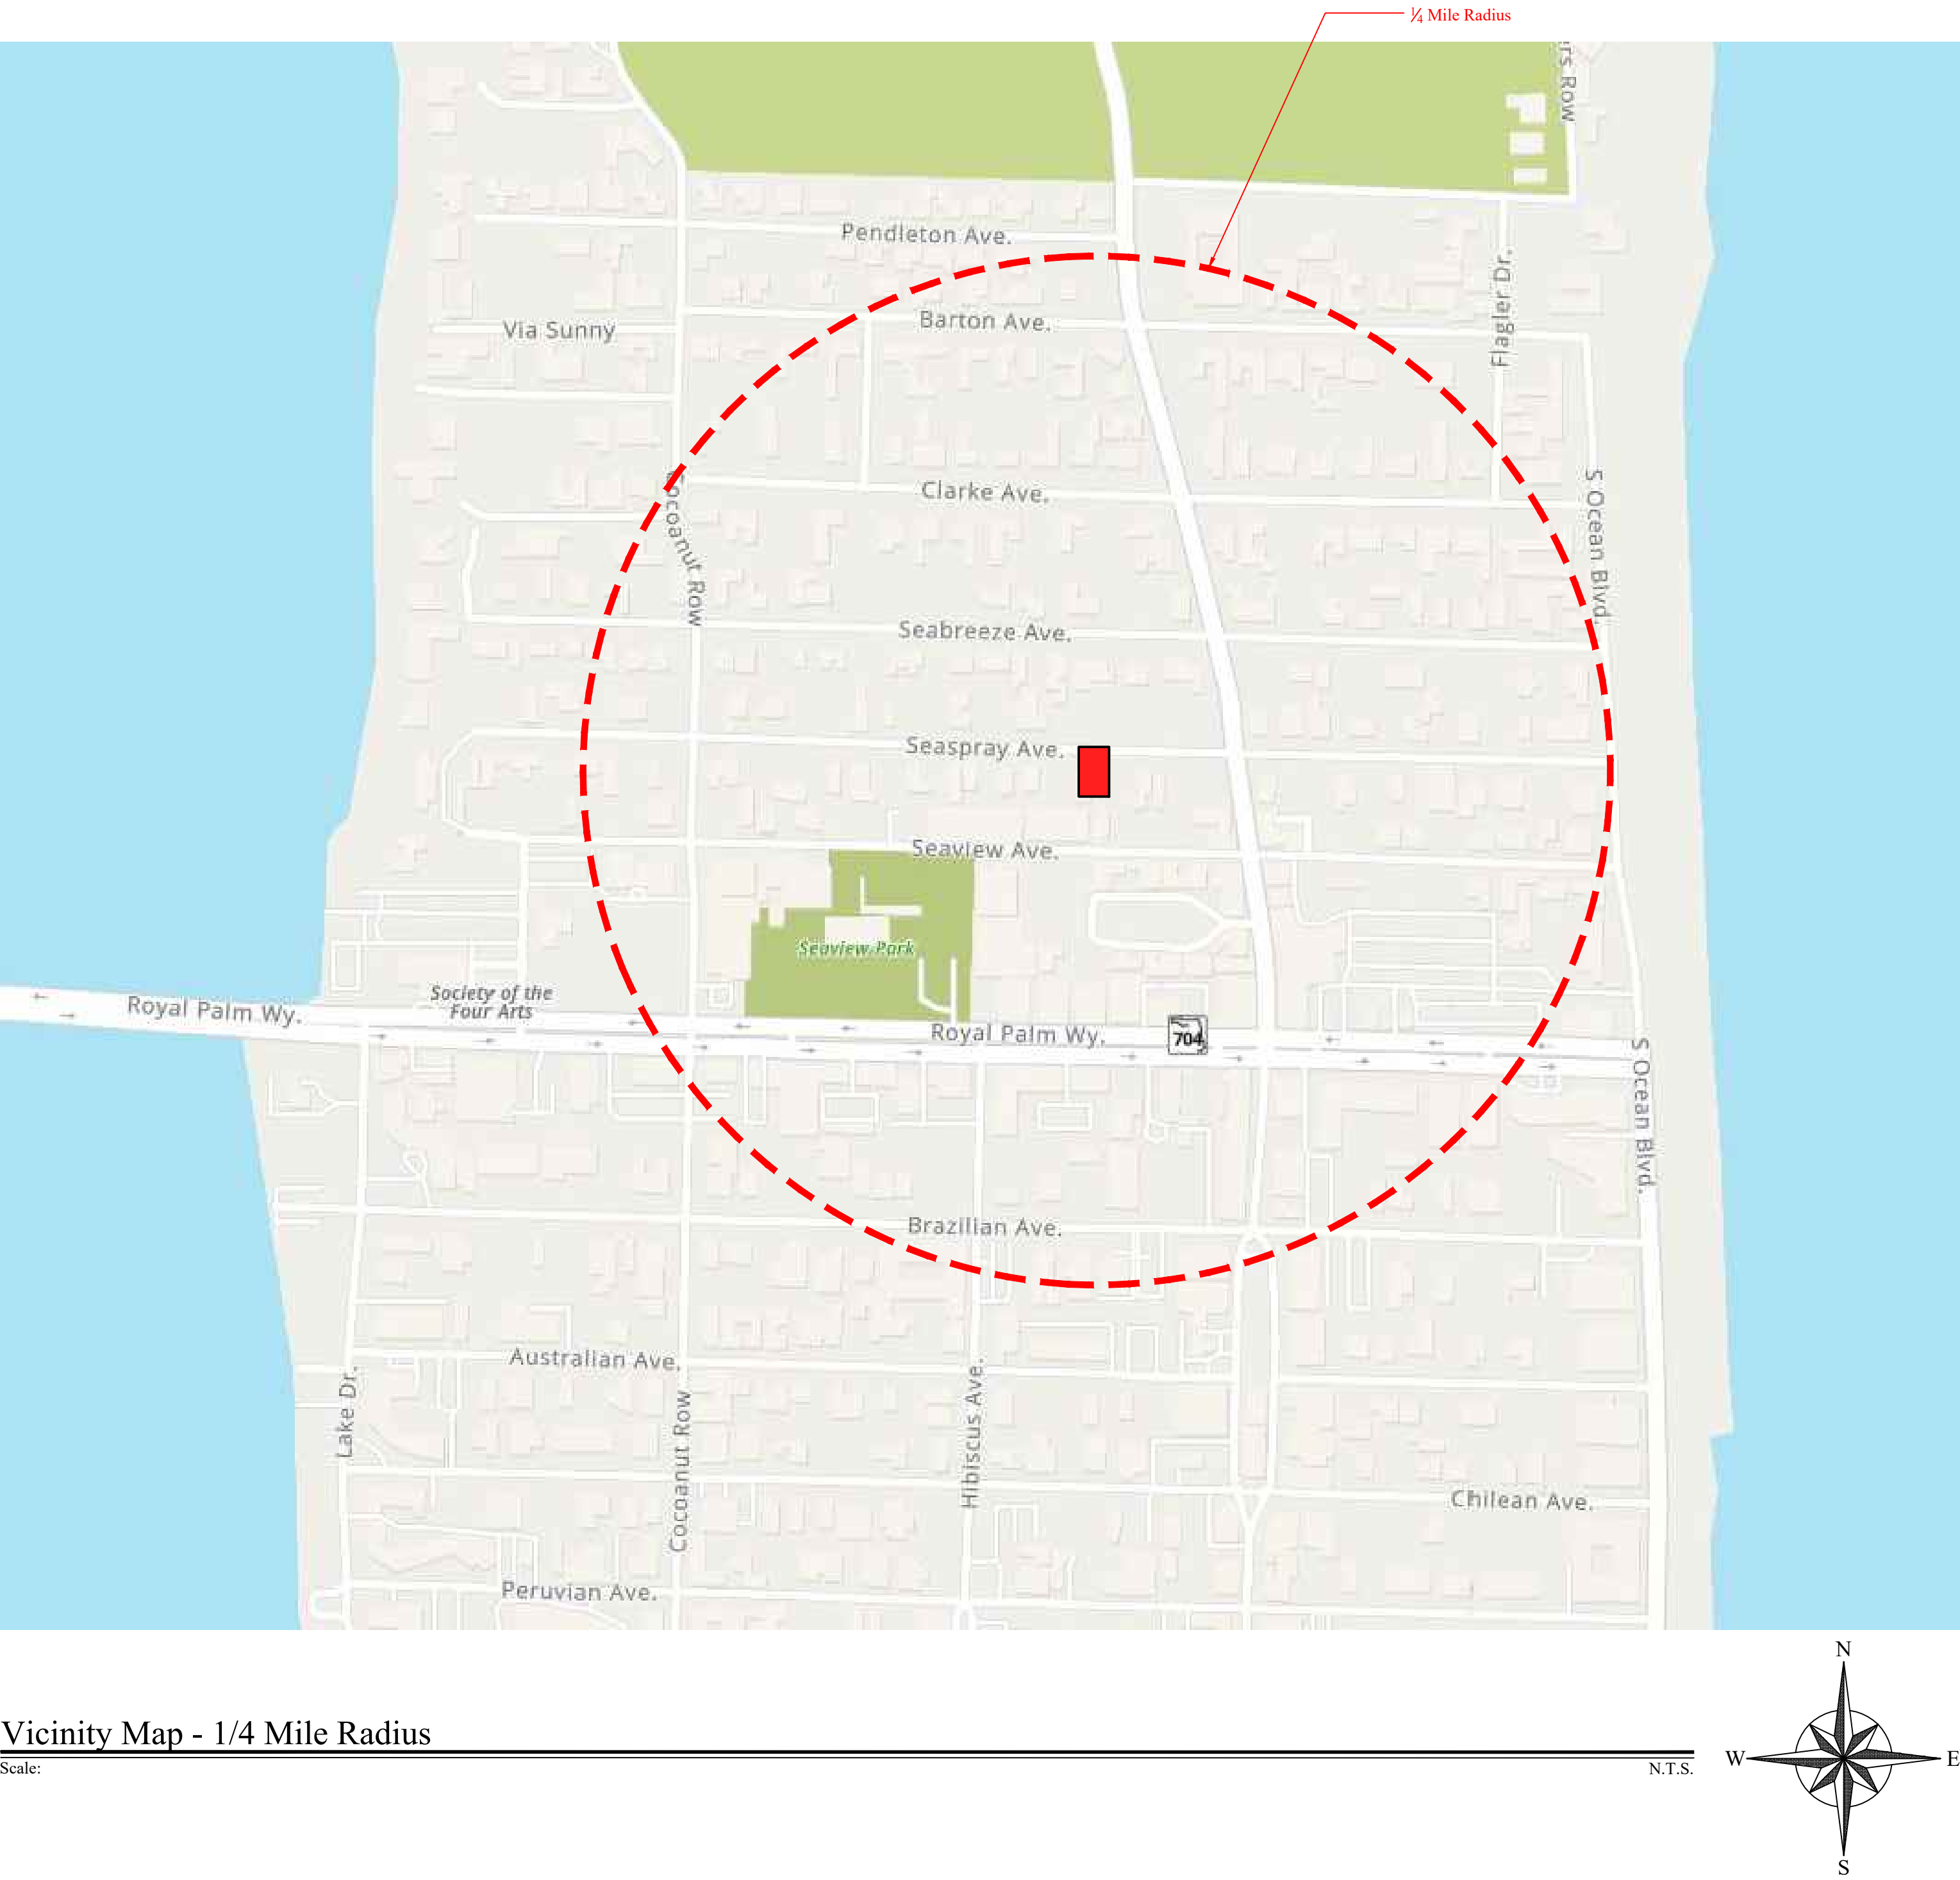 ¼ Mile Radius
rs Row
Pendleton Ave.
Flagler Dr.
Via Sunny
Barton Ave.
Clarke Ave.
Cocoanut Row
S Ocean Blvd.
Seabreeze Ave.
Seaspray Ave.
Seaview Ave.
Seaview Park
Society of the
Four Arts
Royal Palm Wy.
Royal Palm Wy.
704
S Ocean Blvd.
Brazilian Ave.
Australian Ave.
Lake Dr.
Cocoanut Row
Hibiscus Ave.
Chilean Ave.
Peruvian Ave.
N
W
E
S
Vicinity Map - 1/4 Mile Radius
Scale:
N.T.S.